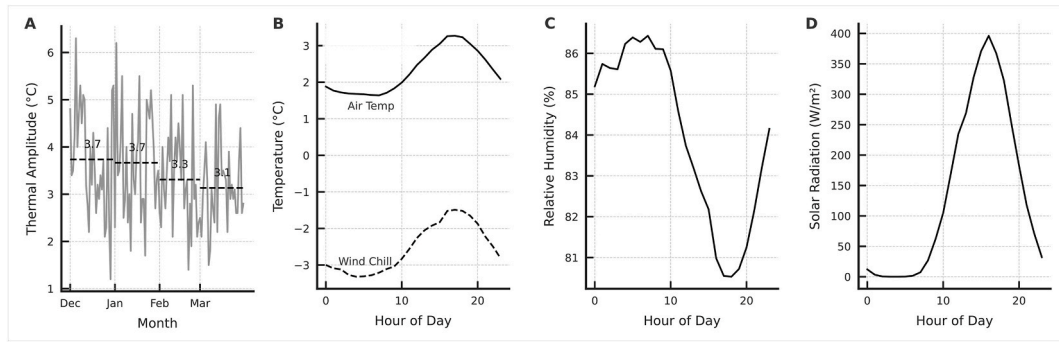 A
Thermal Amplitude (°C)
6
5
4
3
2
1
3.7
3.7
3.3
3.1
Dec
Jan
Feb
Mar
Month
B
Temperature (°C)
3
2
1
0
−1
−2
−3
Air Temp
Wind Chill
0
10
20
Hour of Day
C
Relative Humidity (%)
86
85
84
83
82
81
0
10
20
Hour of Day
D
Solar Radiation (W/m²)
400
350
300
250
200
150
100
50
0
0
10
20
Hour of Day